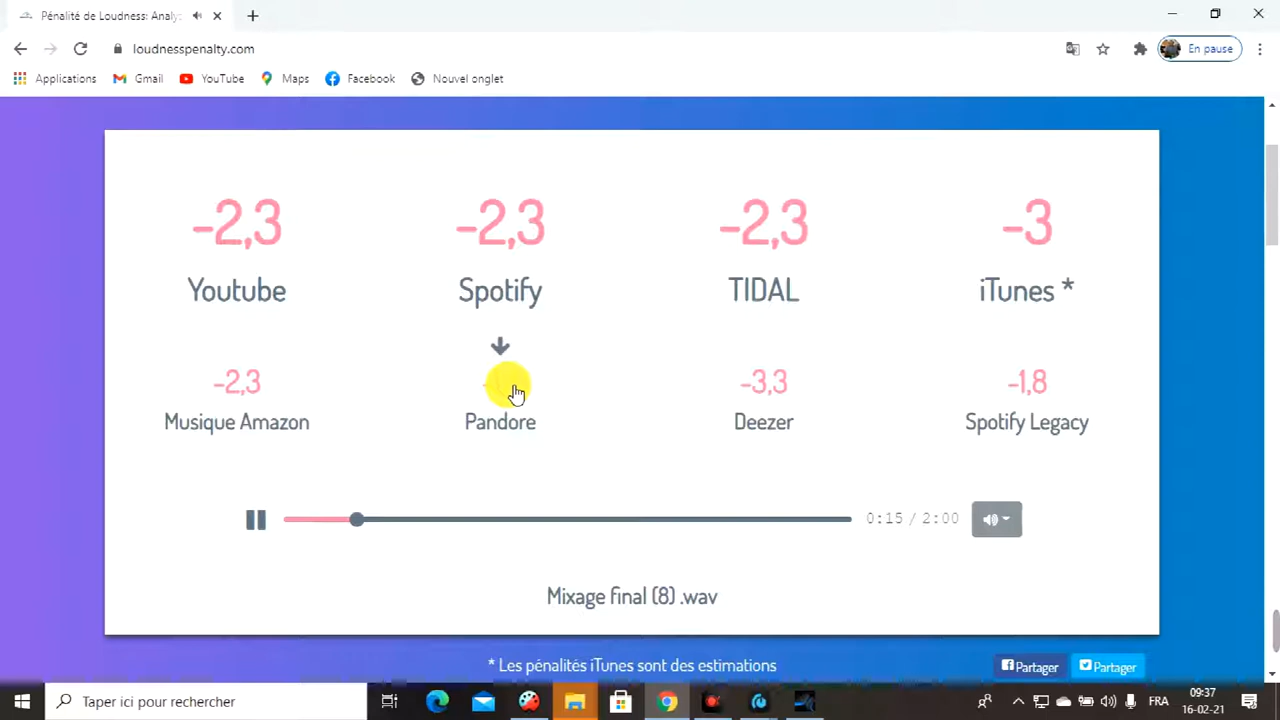 Pénalité de Loudness: Analy
loudnesspenalty.com
En pause
Applications Gmail YouTube Maps Facebook Nouvel onglet
-2,3 -2,3 -2,3 -3
Youtube Spotify TIDAL iTunes *
-2,3 -3,3 -1,8
Musique Amazon Pandore Deezer Spotify Legacy
0:15 / 2:00
Mixage final (8) .wav
* Les pénalités iTunes sont des estimations
Partager Partager
Taper ici pour rechercher
FRA
09:37
16-02-21